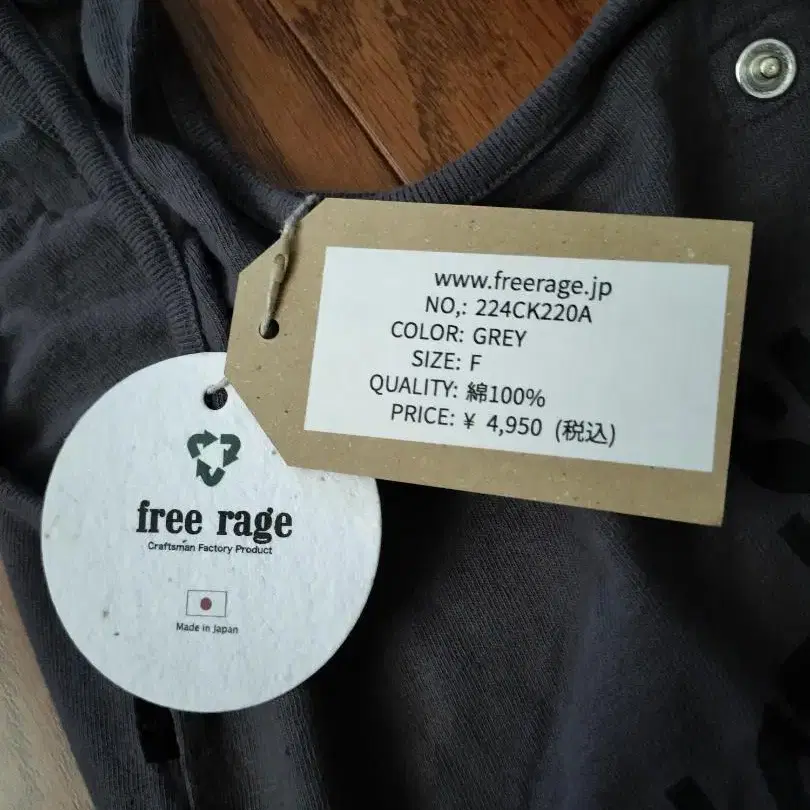 www.freerage.jp
NO,: 224CK220A
COLOR: GREY
SIZE: F
QUALITY: 綿100%
PRICE: ¥ 4,950 (税込)
free rage
Craftsman Factory Product
Made in Japan